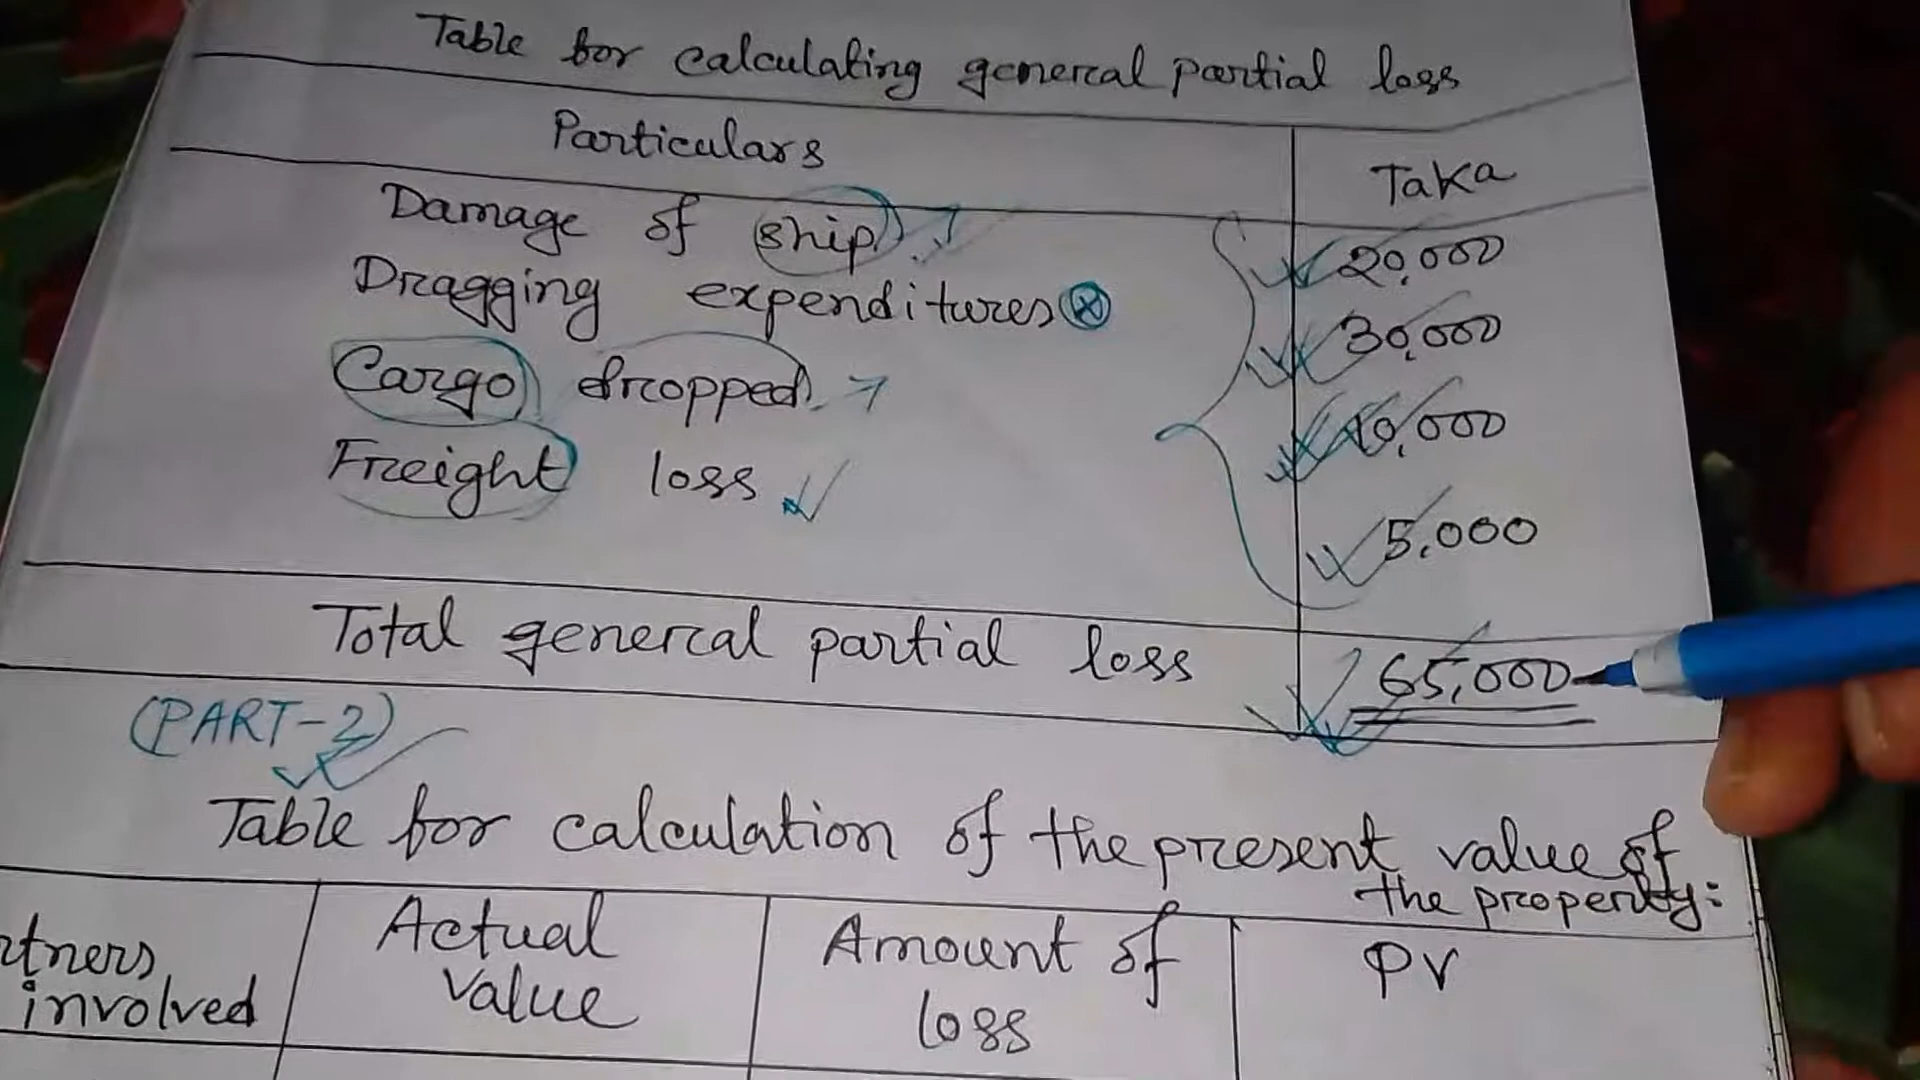 Table for calculating general partial loss
Particulars Taka
Damage of ship 20,000
Dragging expenditures 30,000
Cargo dropped 10,000
Freight loss 5,000
Total general partial loss 65,000
(PART-2)
Table for calculation of the present value of
the property:
rtners involved
Actual Value
Amount of loss
PV